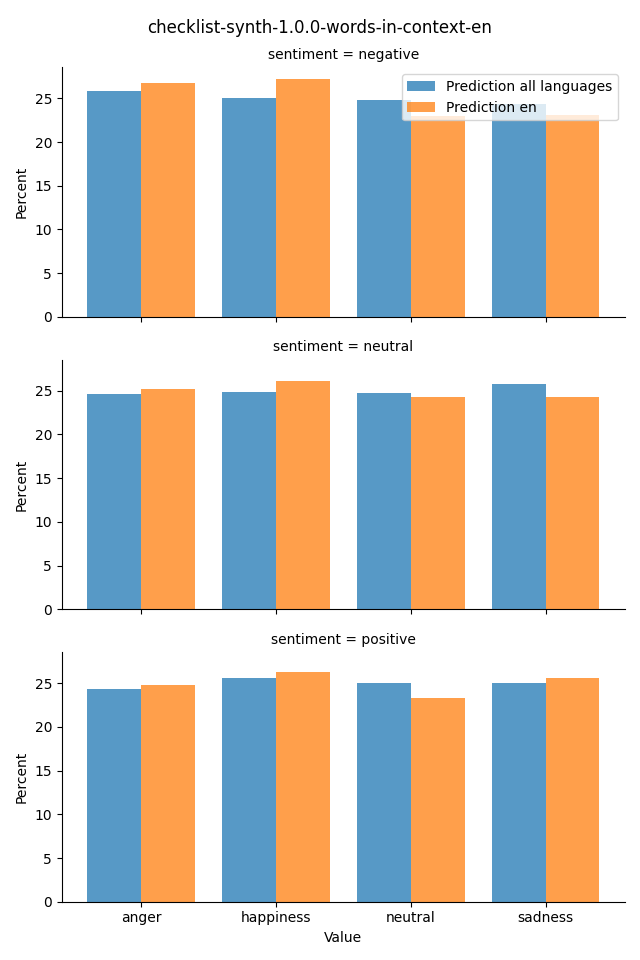 checklist-synth-1.0.0-words-in-context-en
sentiment = negative
Prediction all languages
Prediction en
25
20
15
10
5
0
Percent
sentiment = neutral
25
20
15
10
5
0
Percent
sentiment = positive
25
20
15
10
5
0
Percent
anger happiness neutral sadness
Value